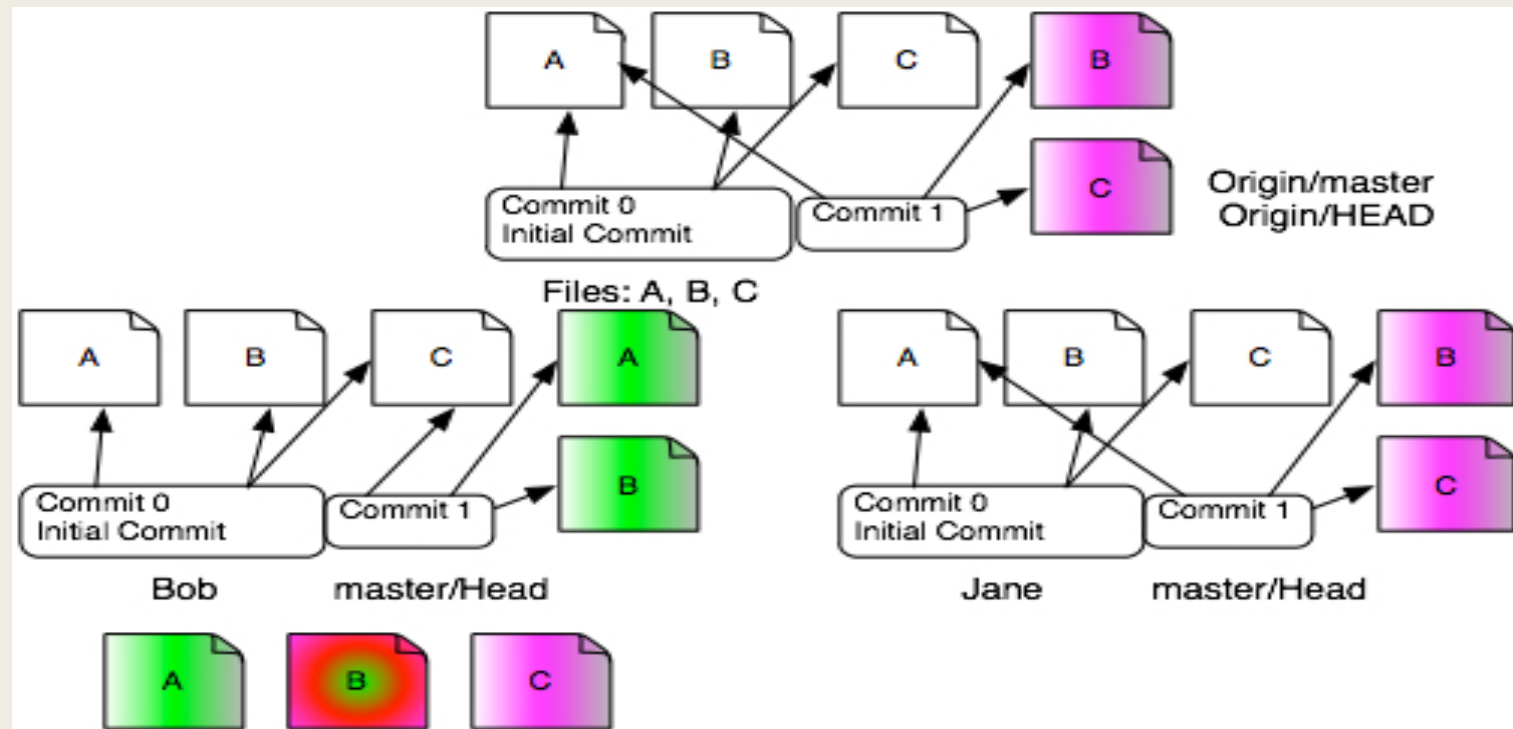 A
B
C
B
C
Commit 0
Initial Commit
Commit 1
Origin/master
Origin/HEAD
Files: A, B, C
A
B
C
A
B
Commit 0
Initial Commit
Commit 1
Bob
master/Head
A
B
C
B
C
Commit 0
Initial Commit
Commit 1
Jane
master/Head
A
B
C